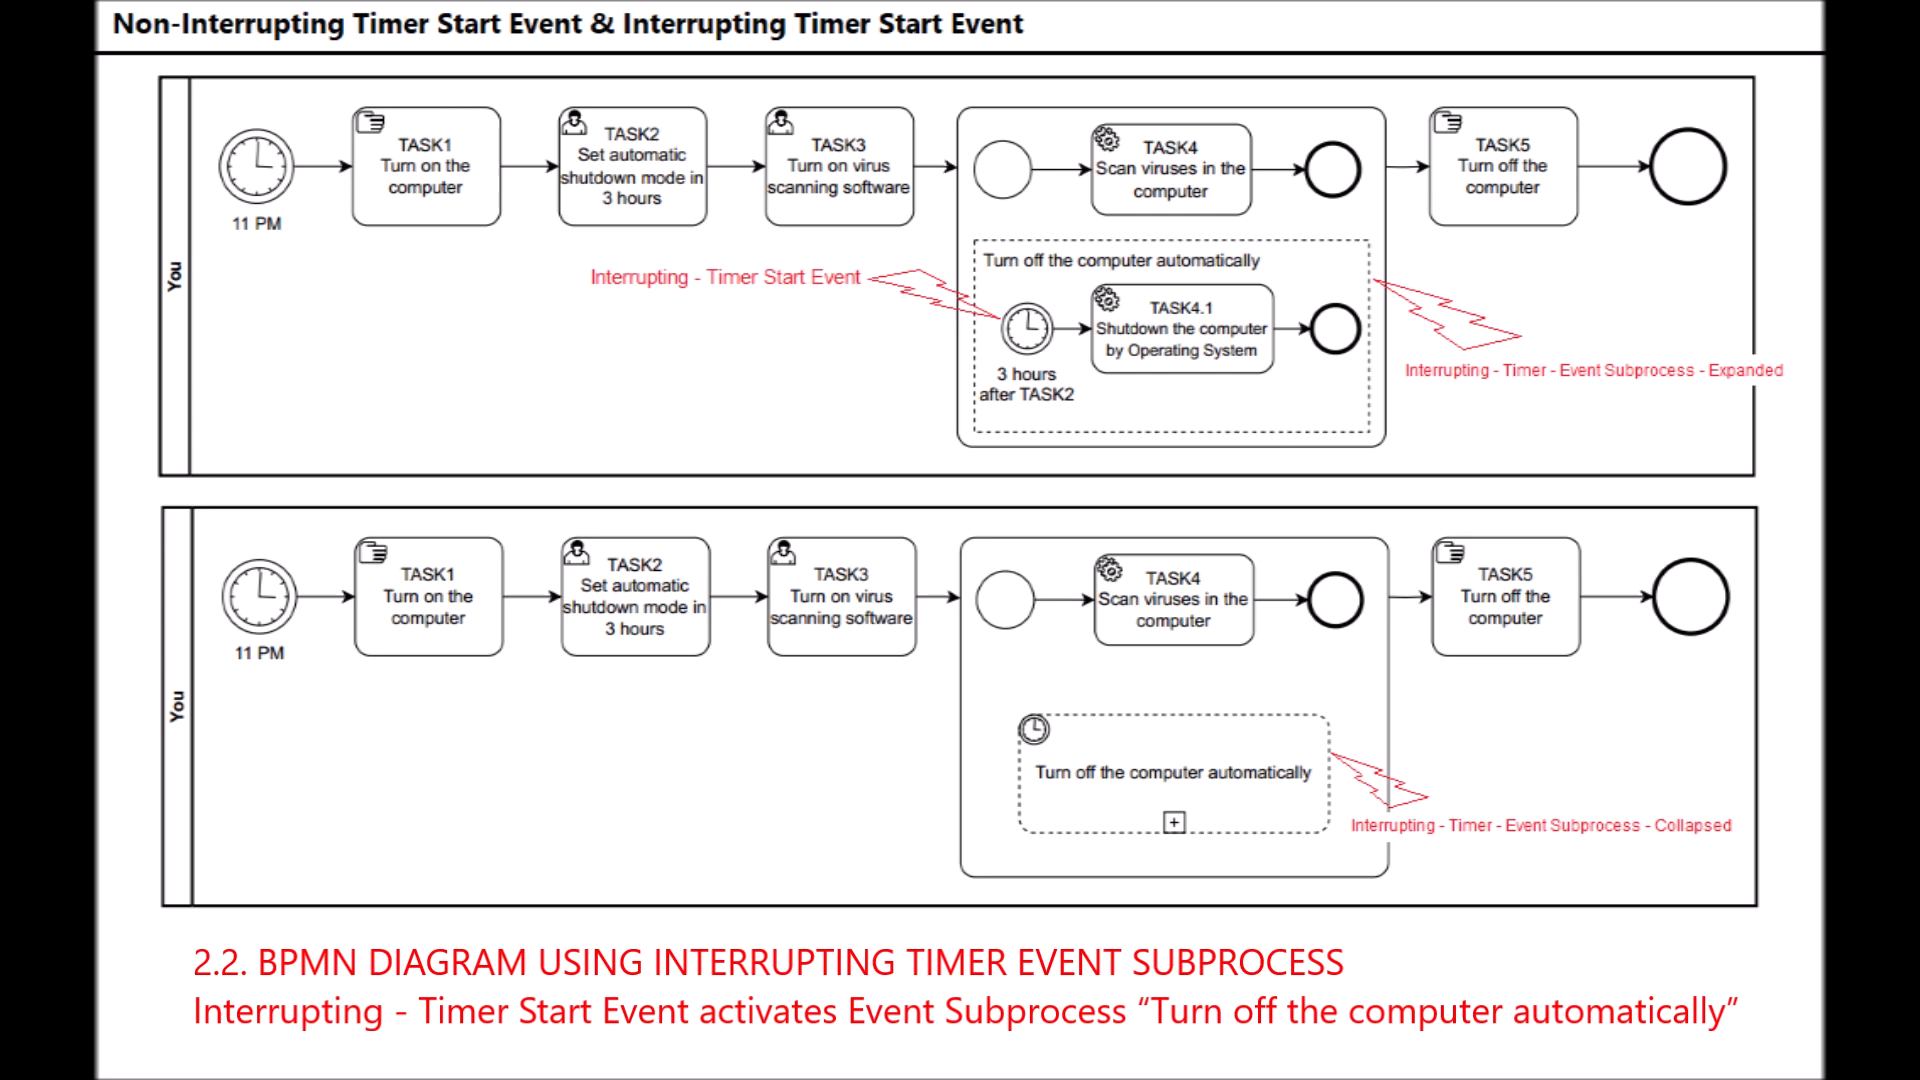 Non-Interrupting Timer Start Event & Interrupting Timer Start Event
You
11 PM
TASK1
Turn on the
computer
TASK2
Set automatic
shutdown mode in
3 hours
TASK3
Turn on virus
scanning software
TASK4
Scan viruses in the
computer
TASK5
Turn off the
computer
Interrupting - Timer Start Event
Turn off the computer automatically
3 hours
after TASK2
TASK4.1
Shutdown the computer
by Operating System
Interrupting - Timer - Event Subprocess - Expanded
You
11 PM
TASK1
Turn on the
computer
TASK2
Set automatic
shutdown mode in
3 hours
TASK3
Turn on virus
scanning software
TASK4
Scan viruses in the
computer
TASK5
Turn off the
computer
Turn off the computer automatically
Interrupting - Timer - Event Subprocess - Collapsed
2.2. BPMN DIAGRAM USING INTERRUPTING TIMER EVENT SUBPROCESS
Interrupting - Timer Start Event activates Event Subprocess “Turn off the computer automatically”